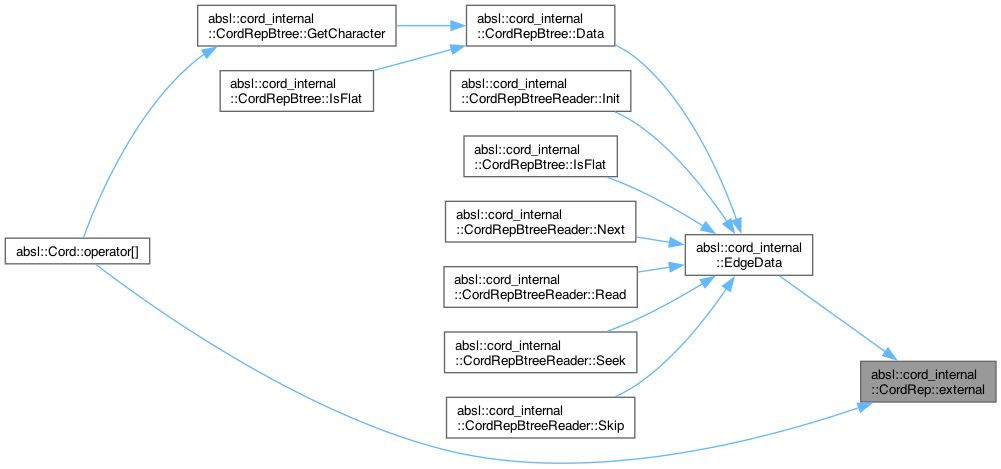 absl::cord_internal
::CordRepBtree::GetCharacter
absl::cord_internal
::CordRepBtree::Data
absl::cord_internal
::CordRepBtree::IsFlat
absl::cord_internal
::CordRepBtreeReader::Init
absl::cord_internal
::CordRepBtree::IsFlat
absl::cord_internal
::CordRepBtreeReader::Next
absl::Cord::operator[]
absl::cord_internal
::EdgeData
absl::cord_internal
::CordRepBtreeReader::Read
absl::cord_internal
::CordRepBtreeReader::Seek
absl::cord_internal
::CordRep::external
absl::cord_internal
::CordRepBtreeReader::Skip